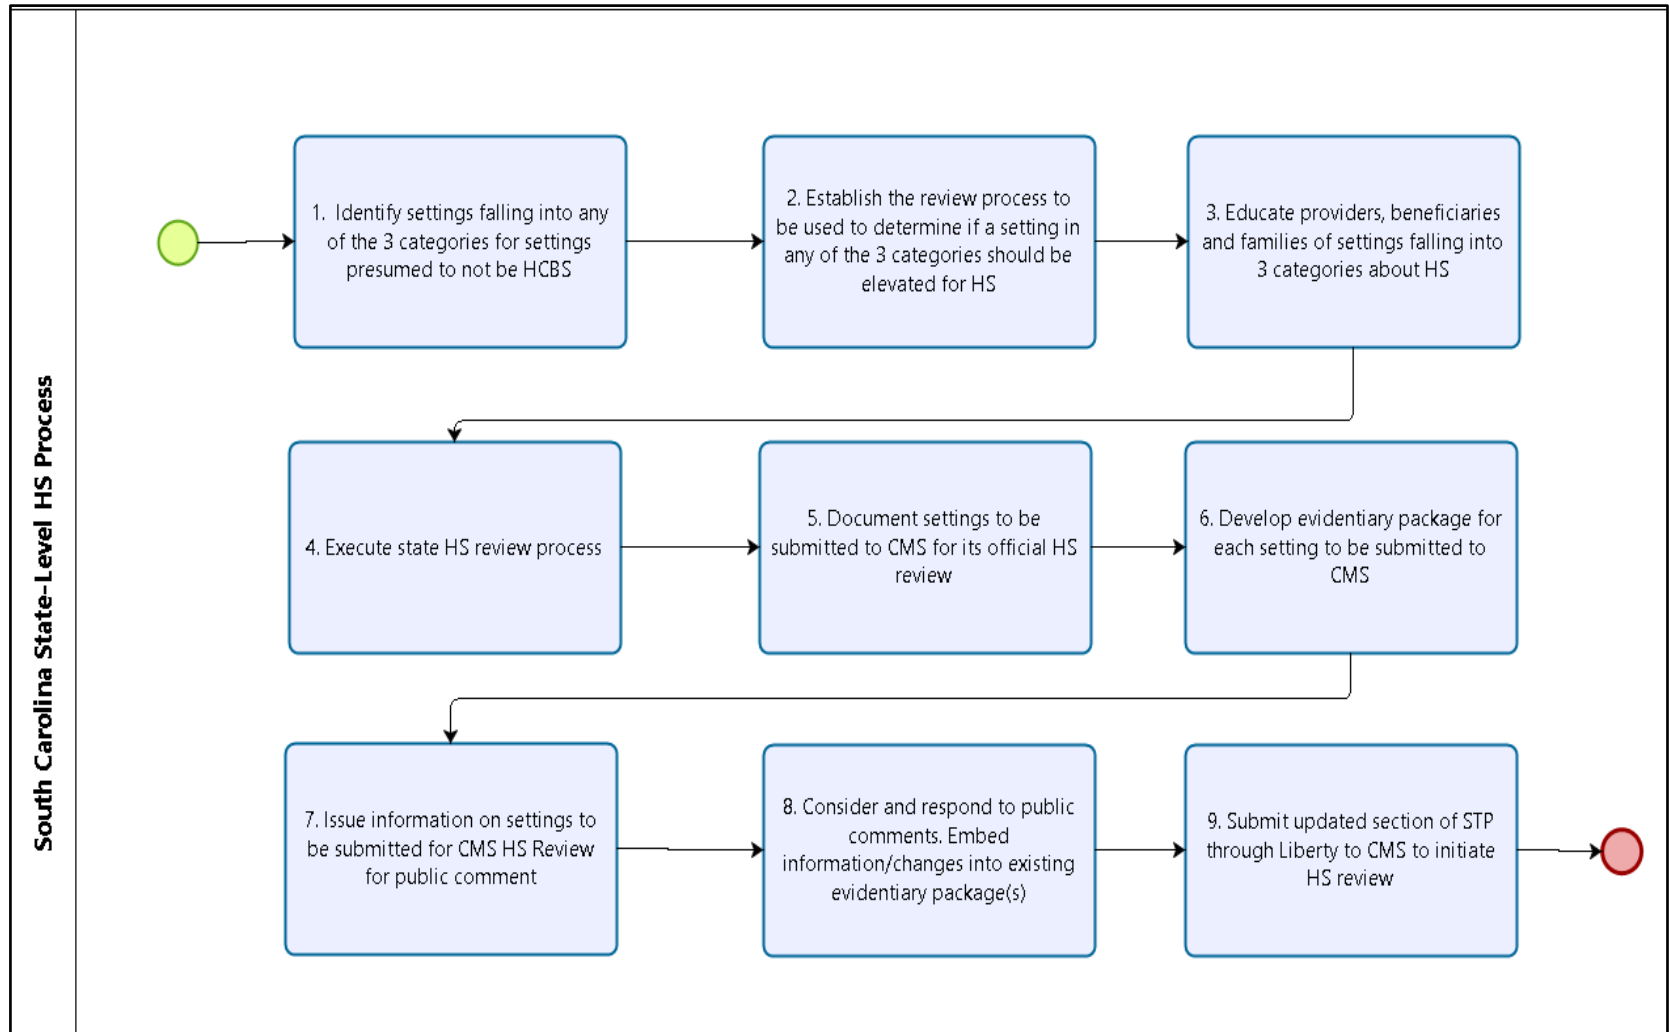 South Carolina State-Level HS Process
1. Identify settings falling into any
of the 3 categories for settings
presumed to not be HCBS
2. Establish the review process to
be used to determine if a setting in
any of the 3 categories should be
elevated for HS
3. Educate providers, beneficiaries
and families of settings falling into
3 categories about HS
4. Execute state HS review process
5. Document settings to be
submitted to CMS for its official HS
review
6. Develop evidentiary package for
each setting to be submitted to
CMS
7. Issue information on settings to
be submitted for CMS HS Review
for public comment
8. Consider and respond to public
comments. Embed
information/changes into existing
evidentiary package(s)
9. Submit updated section of STP
through Liberty to CMS to initiate
HS review